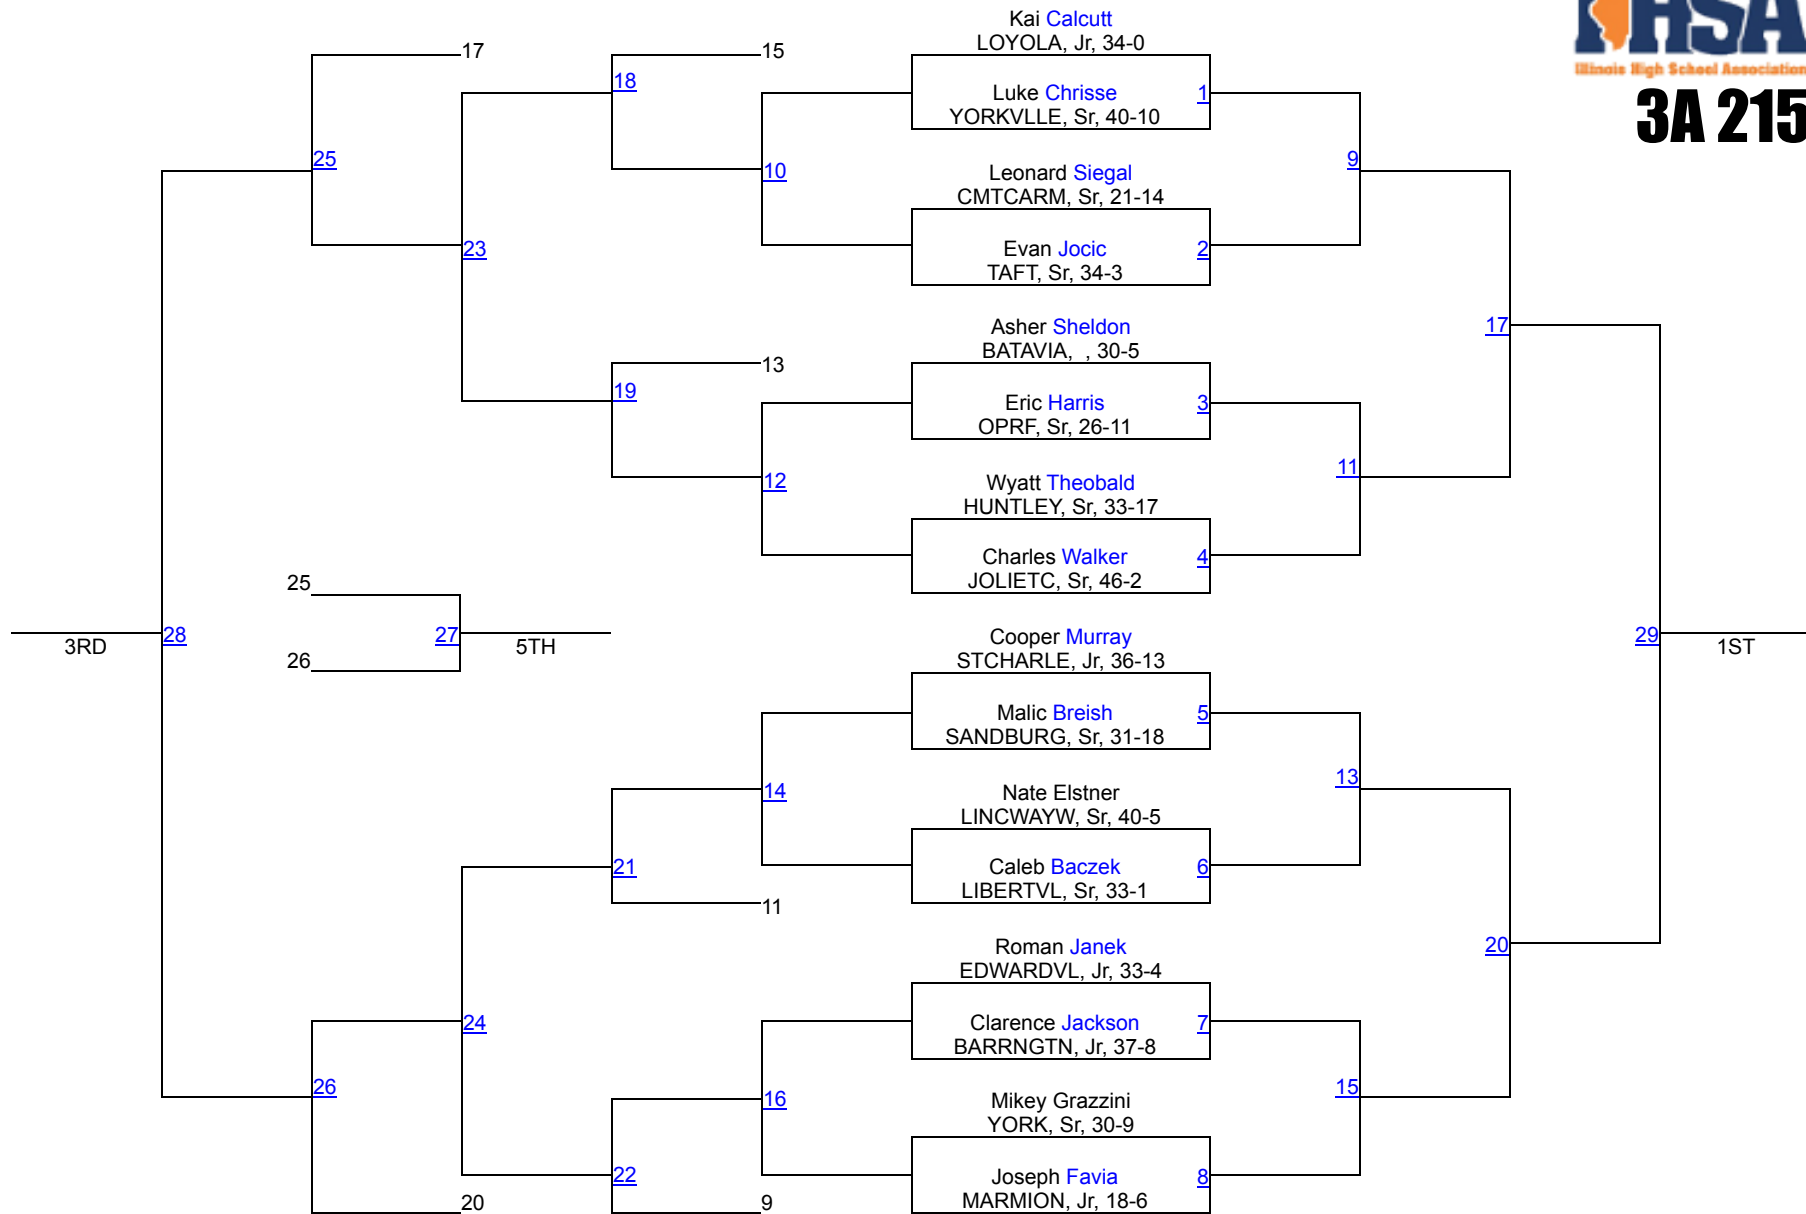 IHSA
Illinois High School Association
3A 215
Kai Calcutt
LOYOLA, Jr, 34-0
17
15
18
Luke Chrisse
1
YORKVLLE, Sr, 40-10
25
10
9
Leonard Siegal
CMTCARM, Sr, 21-14
23
Evan Jocic
2
TAFT, Sr, 34-3
Asher Sheldon
17
BATAVIA, , 30-5
13
19
Eric Harris
3
OPRF, Sr, 26-11
12
11
Wyatt Theobald
HUNTLEY, Sr, 33-17
Charles Walker
4
JOLIETC, Sr, 46-2
25
3RD
28
27
5TH
26
Cooper Murray
29
1ST
STCHARLE, Jr, 36-13
Malic Breish
5
SANDBURG, Sr, 31-18
14
13
Nate Elstner
LINCWAYW, Sr, 40-5
21
Caleb Baczek
6
LIBERTVL, Sr, 33-1
11
Roman Janek
20
EDWARDVL, Jr, 33-4
24
Clarence Jackson
7
BARRNGTN, Jr, 37-8
26
16
15
Mikey Grazzini
YORK, Sr, 30-9
22
Joseph Favia
8
MARMION, Jr, 18-6
20
9